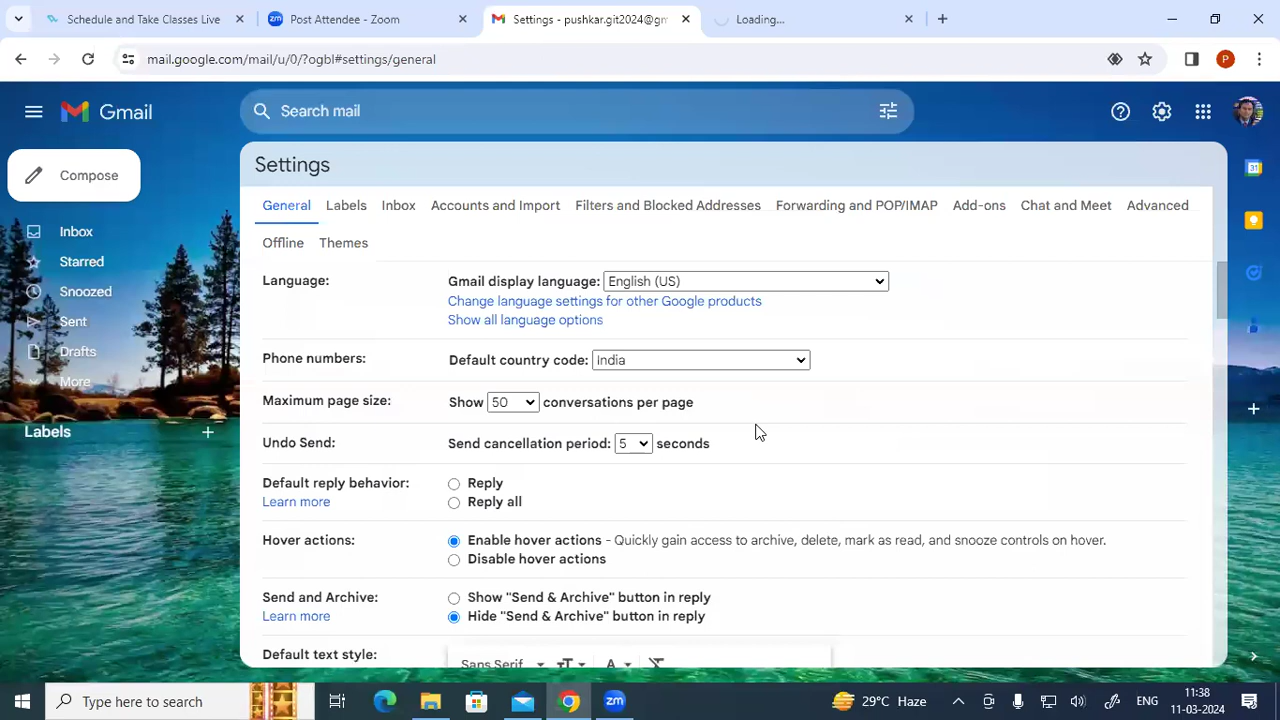 Schedule and Take Classes Live
Post Attendee - Zoom
Settings - pushkar.git2024@gm
Loading...
mail.google.com/mail/u/0/?ogbl#settings/general
P
Gmail
Search mail
Compose
Settings
General
Labels
Inbox
Accounts and Import
Filters and Blocked Addresses
Forwarding and POP/IMAP
Add-ons
Chat and Meet
Advanced
Offline
Themes
Inbox
Starred
Snoozed
Sent
Drafts
More
Labels
Language:
Gmail display language: English (US)
Change language settings for other Google products
Show all language options
Phone numbers:
Default country code: India
Maximum page size:
Show 50 conversations per page
Undo Send:
Send cancellation period: 5 seconds
Default reply behavior:
Learn more
Reply
Reply all
Hover actions:
Enable hover actions - Quickly gain access to archive, delete, mark as read, and snooze controls on hover.
Disable hover actions
Send and Archive:
Learn more
Show "Send & Archive" button in reply
Hide "Send & Archive" button in reply
Default text style:
Sans Serif
31
Type here to search
zm
29°C Haze
ENG
11:38
11-03-2024